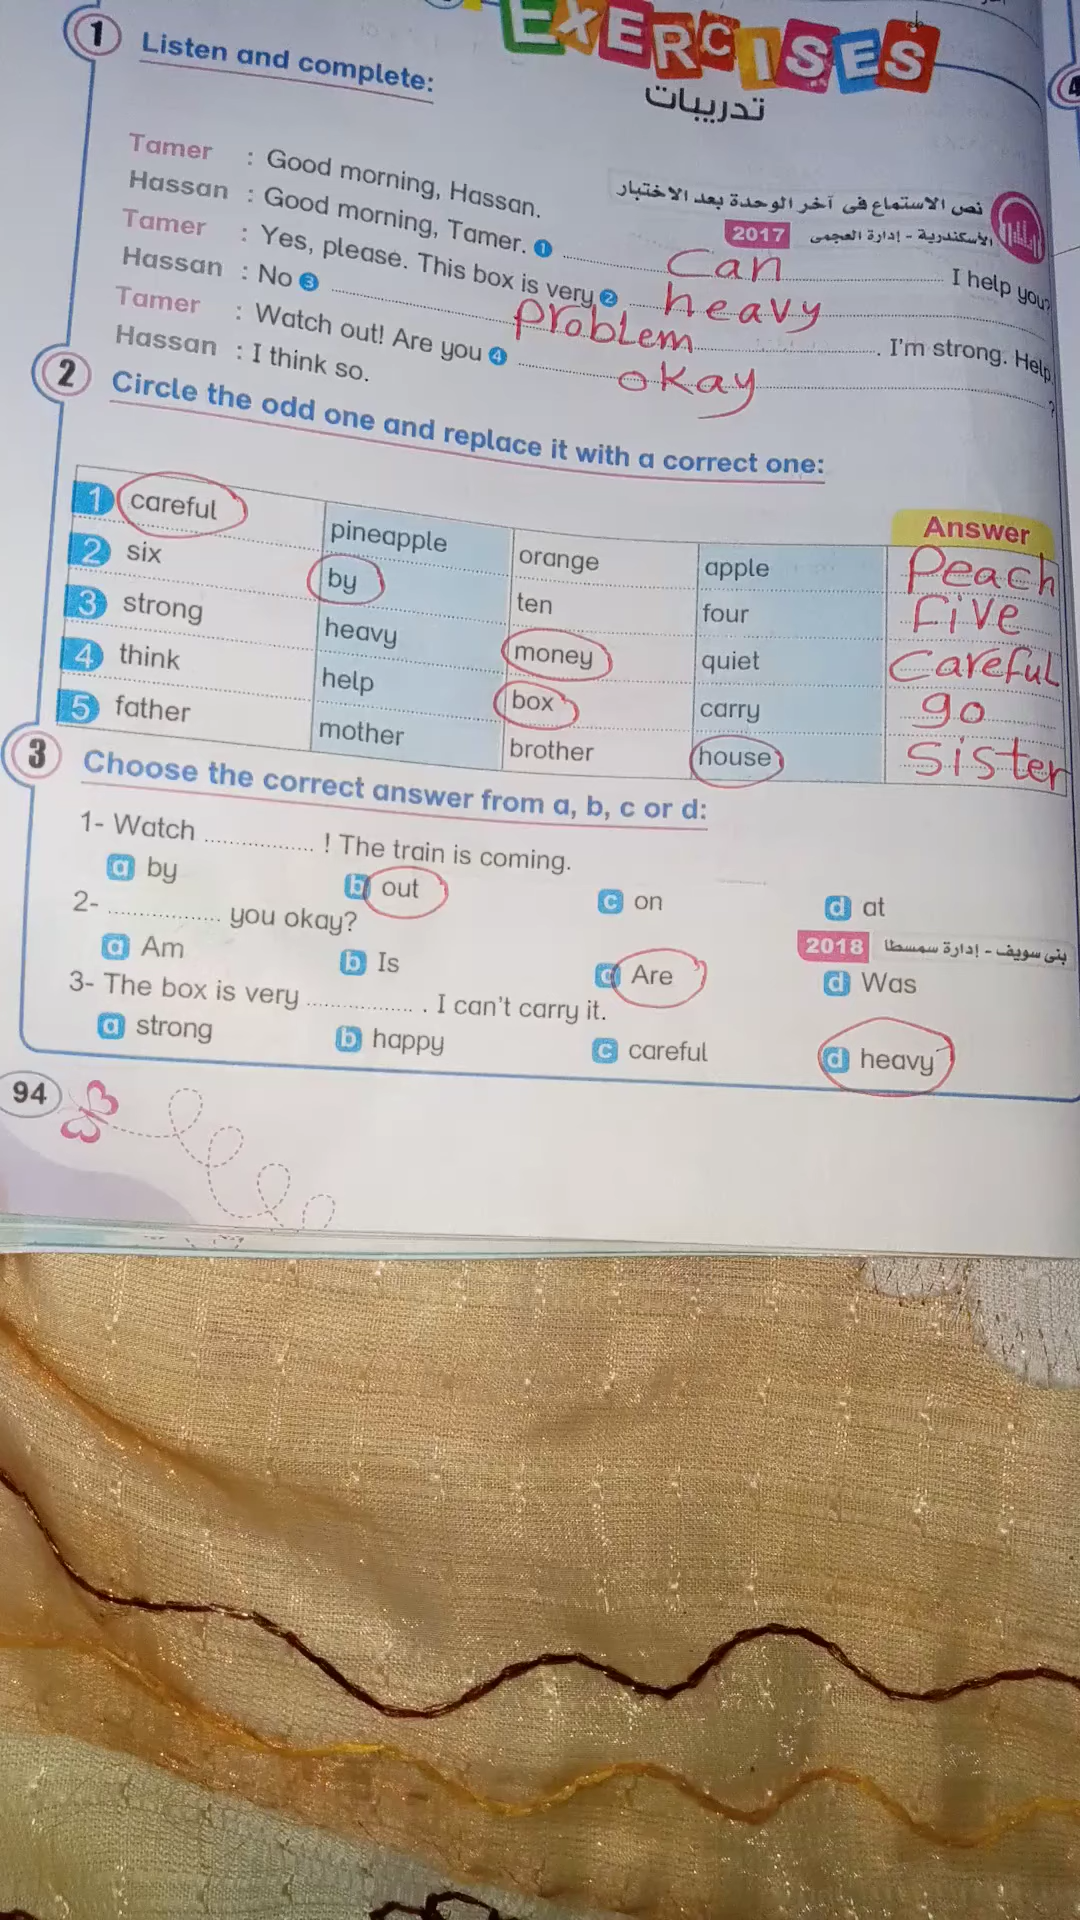 EXERCISES
تدريبات
1 Listen and complete:
نص الاستماع فى آخر الوحدة بعد الاختبار
2017 الأسكندرية - إدارة العجمى
Tamer : Good morning, Hassan.
Hassan : Good morning, Tamer. 1 Can I help you?
Tamer : Yes, please. This box is very 2 heavy
Hassan : No 3 problem . I'm strong. Help.
Tamer : Watch out! Are you 4 okay ?
Hassan : I think so.
2 Circle the odd one and replace it with a correct one:
Answer
1 careful pineapple orange apple Peach
2 six by ten four Five
3 strong heavy money quiet Careful
4 think help box carry go
5 father mother brother house Sister
3 Choose the correct answer from a, b, c or d:
1- Watch ............... ! The train is coming.
a by b out c on d at
2- ............... you okay?
2018 بنى سويف - إدارة سمسطا
a Am b Is c Are d Was
3- The box is very ............... . I can't carry it.
a strong b happy c careful d heavy
94
4